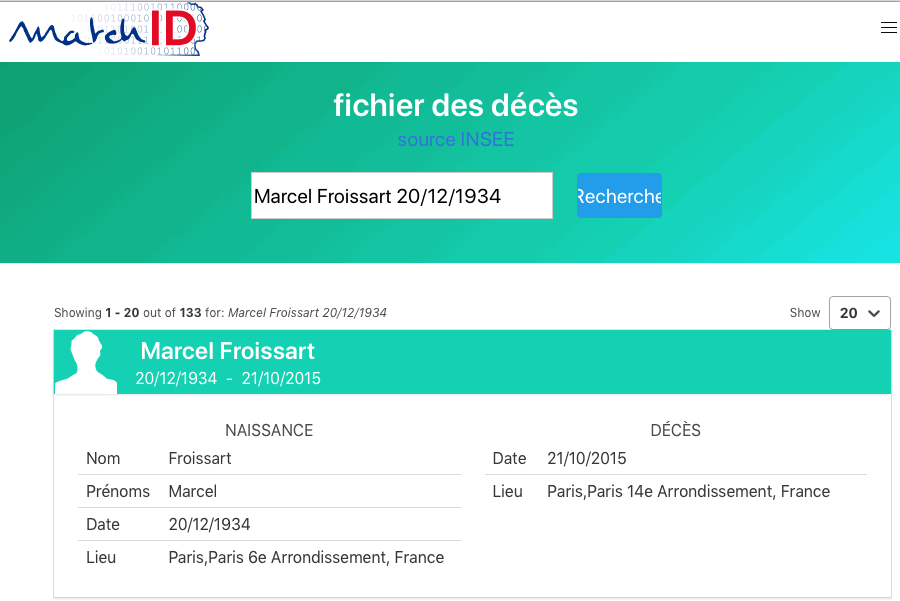 match ID
fichier des décès
source INSEE
Marcel Froissart 20/12/1934
Recherche
Showing 1 - 20 out of 133 for: Marcel Froissart 20/12/1934
Show 20
Marcel Froissart
20/12/1934 - 21/10/2015
NAISSANCE
Nom Froissart
Prénoms Marcel
Date 20/12/1934
Lieu Paris,Paris 6e Arrondissement, France
DÉCÈS
Date 21/10/2015
Lieu Paris,Paris 14e Arrondissement, France